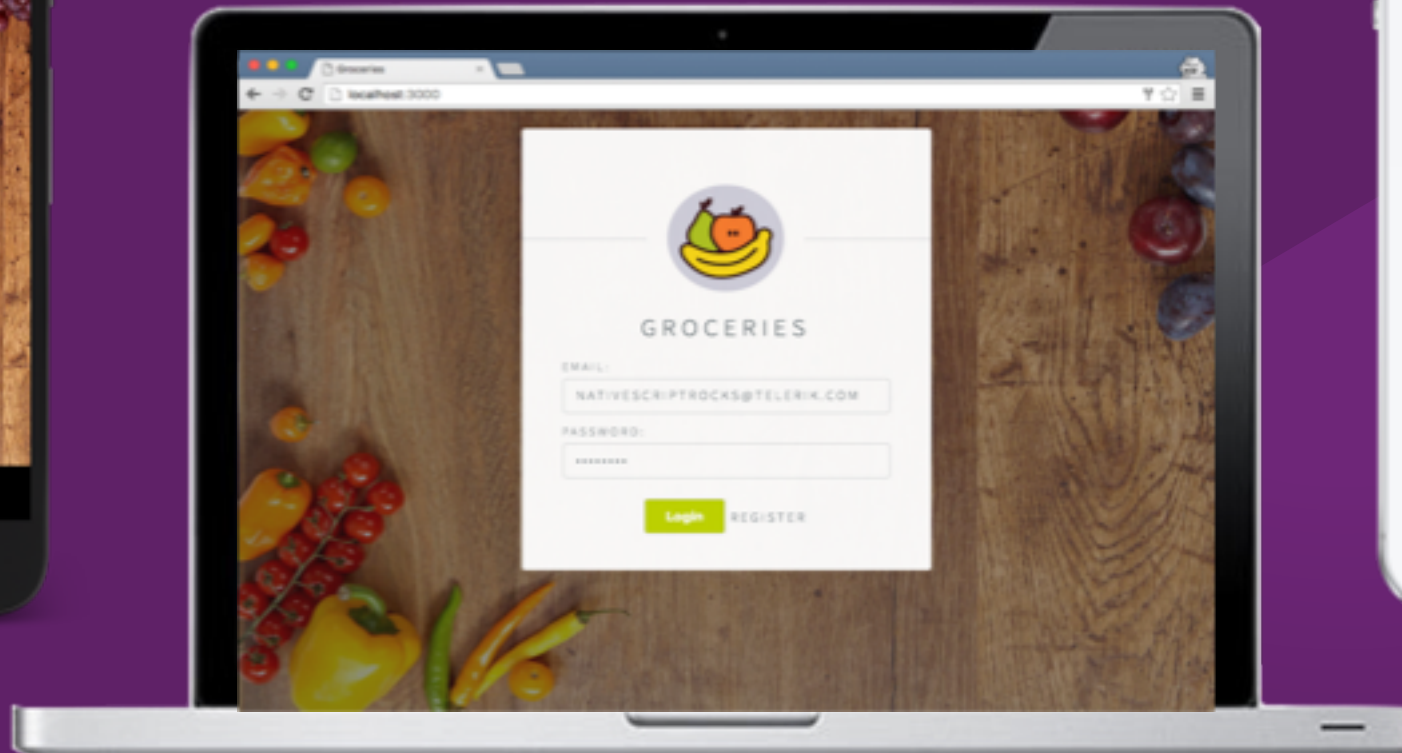 Groceries
localhost:3000
GROCERIES
EMAIL:
NATIVESCRIPTROCKS@TELERIK.COM
PASSWORD:
••••••••
Login REGISTER